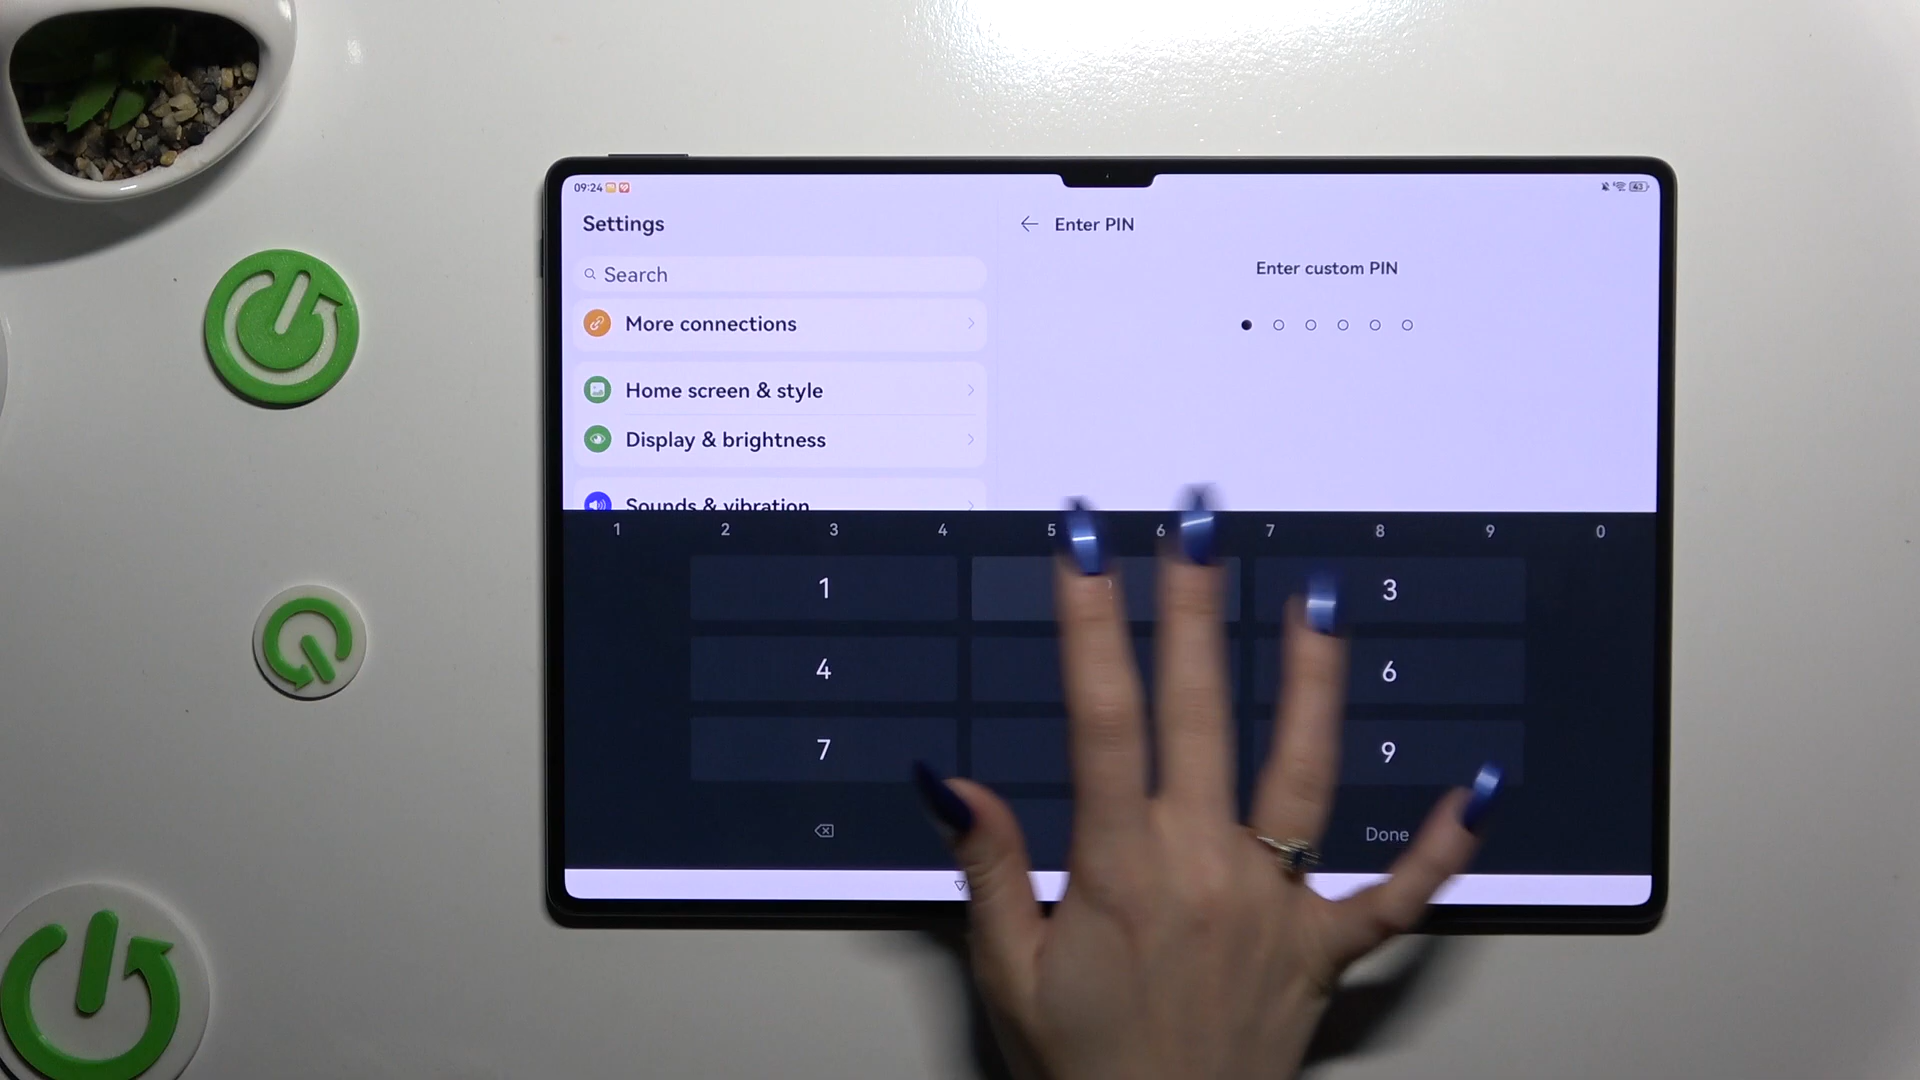 09:24
43
Settings
Enter PIN
Search
Enter custom PIN
More connections
Home screen & style
Display & brightness
Sounds & vibration
1 2 3 4 5 6 7 8 9 0
1 3
4 6
7 9
Done